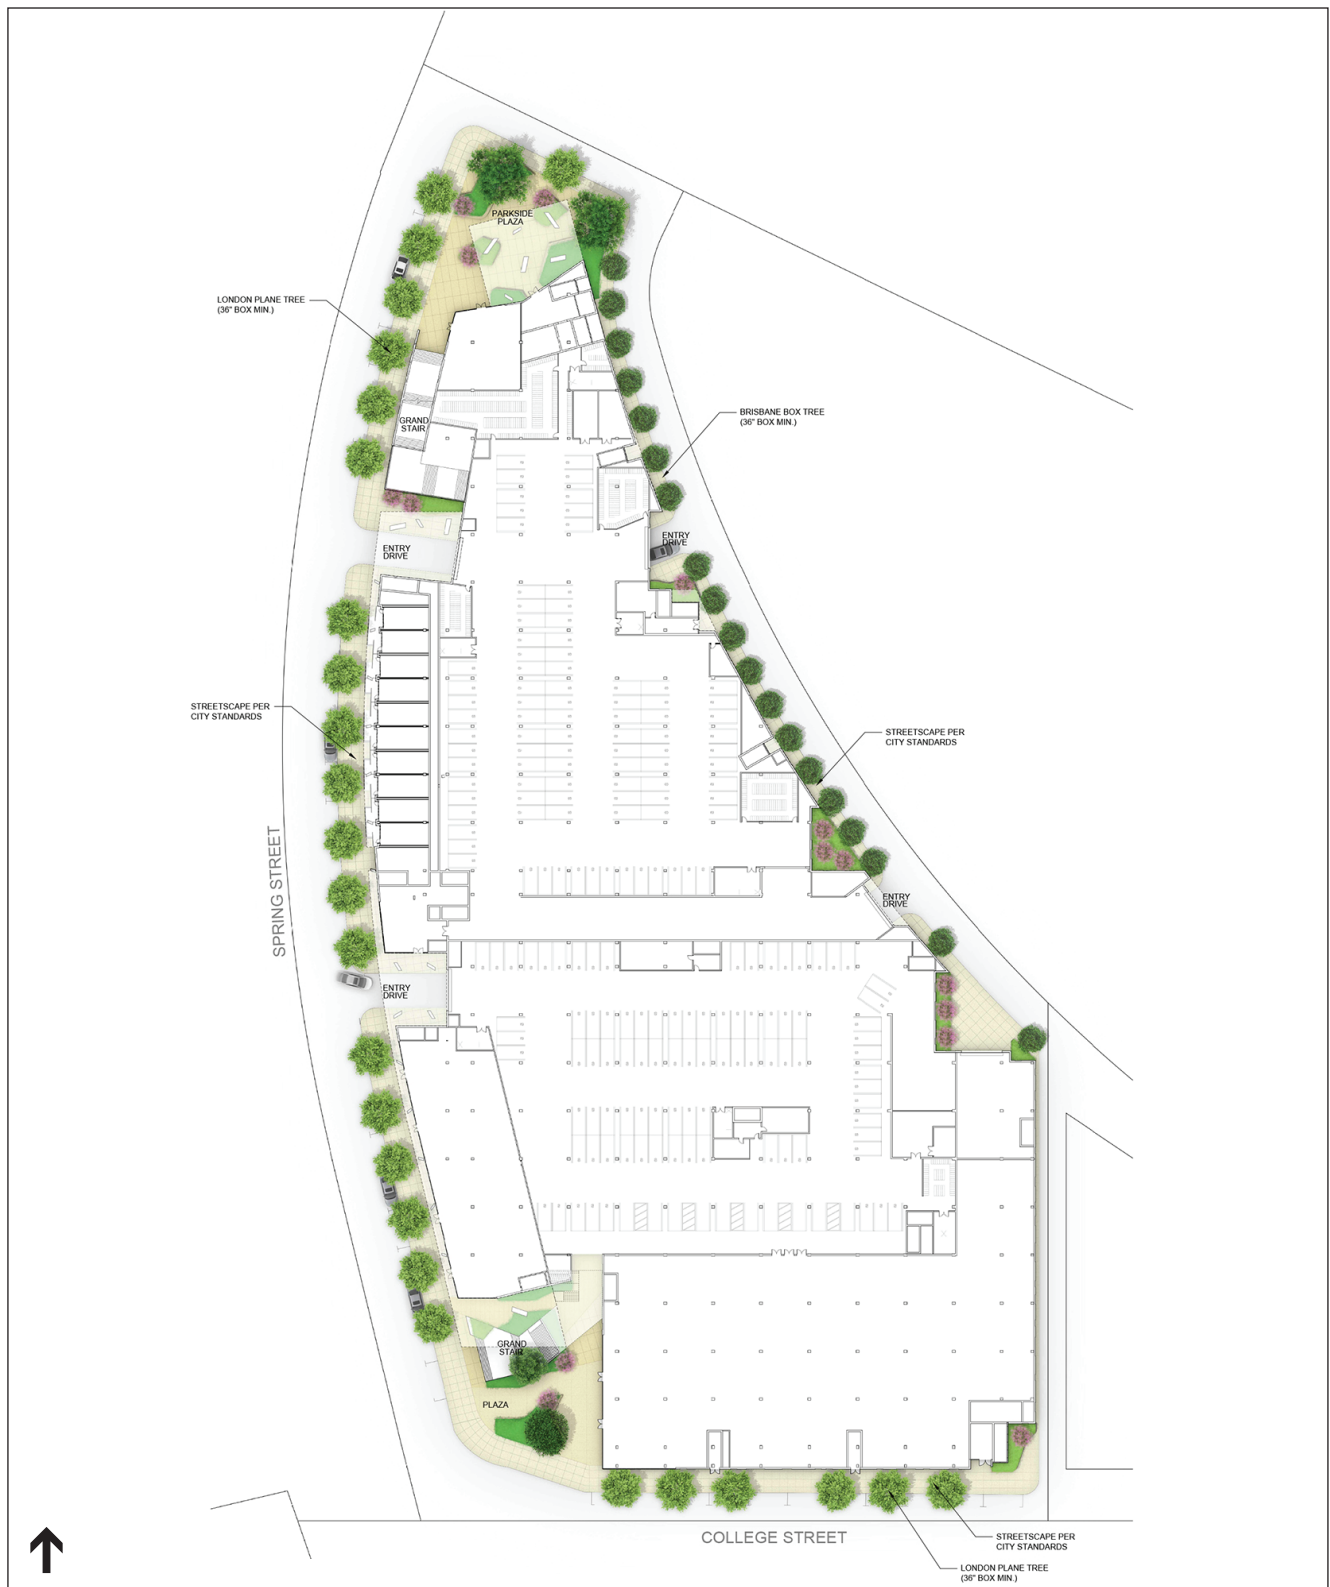 PARKSIDE
PLAZA
LONDON PLANE TREE
(36" BOX MIN.)
BRISBANE BOX TREE
(36" BOX MIN.)
GRAND
STAIR
ENTRY
DRIVE
ENTRY
DRIVE
STREETSCAPE PER
CITY STANDARDS
STREETSCAPE PER
CITY STANDARDS
SPRING STREET
ENTRY
DRIVE
ENTRY
DRIVE
GRAND
STAIR
PLAZA
COLLEGE STREET
STREETSCAPE PER
CITY STANDARDS
LONDON PLANE TREE
(36" BOX MIN.)